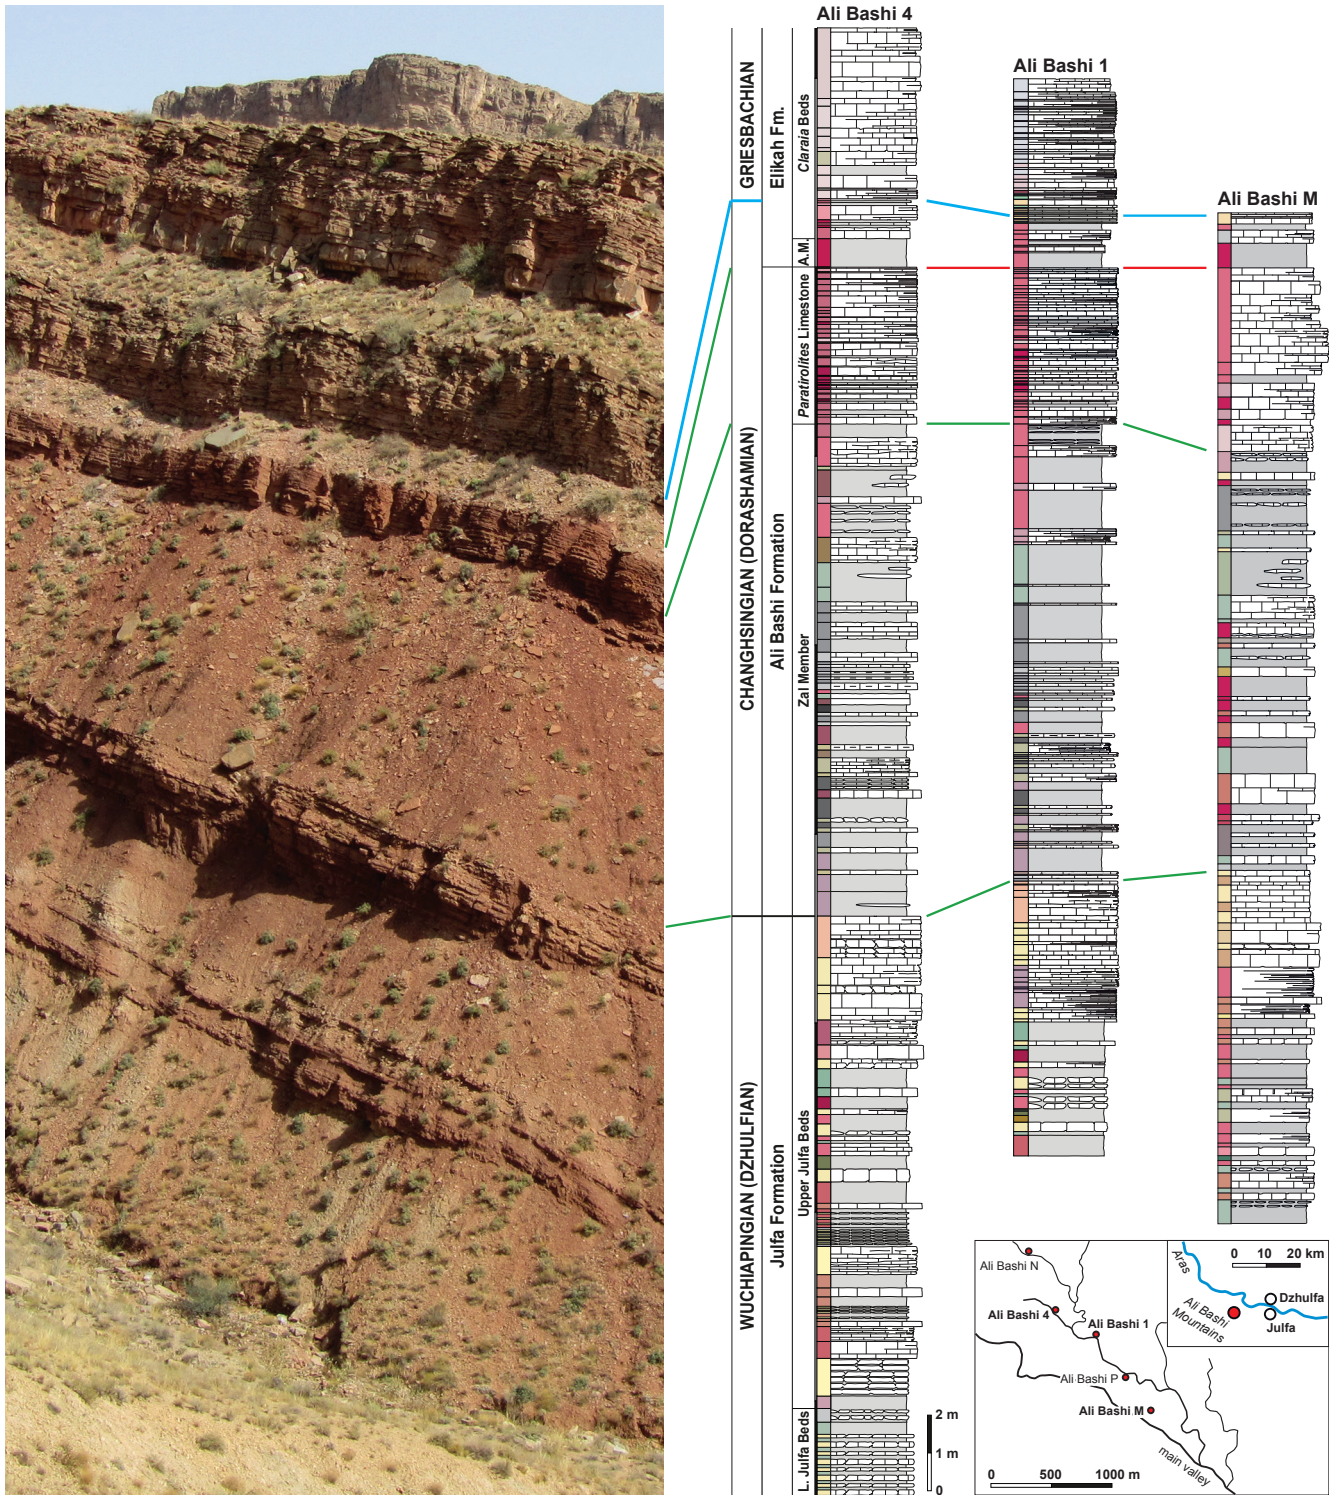 Ali Bashi 4
Ali Bashi 1
Ali Bashi M
GRIESBACHIAN
Elikah Fm.
Claraia Beds
A.M.
CHANGHSINGIAN (DORASHAMIAN)
Ali Bashi Formation
Paratirolites Limestone
Zal Member
WUCHIAPINGIAN (DZHULFIAN)
Julfa Formation
Upper Julfa Beds
L. Julfa Beds
2 m
1 m
0
Ali Bashi N
Ali Bashi 4
Ali Bashi 1
Ali Bashi P
Ali Bashi M
main valley
0 500 1000 m
Aras
0 10 20 km
Ali Bashi
Mountains
Dzhulfa
Julfa